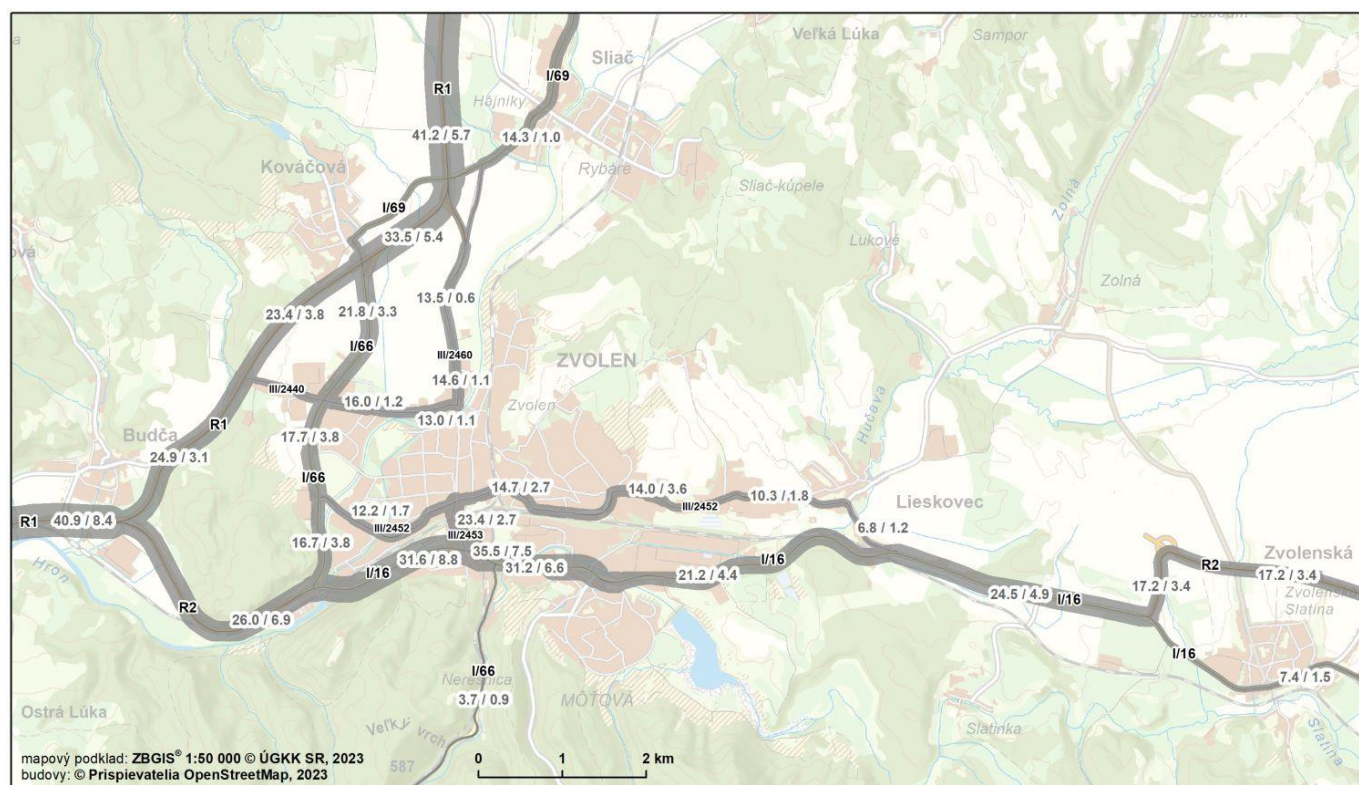 Veľká Lúka
Sampor
Sliač
I/69
R1
Hájniky
41.2 / 5.7
14.3 / 1.0
Kováčová
Rybáre
Sliač-kúpele
Zolná
I/69
33.5 / 5.4
Lukové
Zolná
13.5 / 0.6
23.4 / 3.8
21.8 / 3.3
I/66
III/2460
ZVOLEN
III/2440
14.6 / 1.1
16.0 / 1.2
13.0 / 1.1
Zvolen
Hučava
R1
Budča
17.7 / 3.8
24.9 / 3.1
I/66
14.7 / 2.7
14.0 / 3.6
10.3 / 1.8
Lieskovec
12.2 / 1.7
III/2452
III/2452
R1
40.9 / 8.4
23.4 / 2.7
III/2453
6.8 / 1.2
16.7 / 3.8
35.5 / 7.5
31.6 / 8.8
31.2 / 6.6
I/16
21.2 / 4.4
I/16
Zvolenská
R2
17.2 / 3.4
17.2 / 3.4
Zvolenská
Slatina
Hron
24.5 / 4.9
I/16
R2
26.0 / 6.9
I/16
I/66
Neresnica
7.4 / 1.5
3.7 / 0.9
MÔŤOVÁ
Ostrá Lúka
Veľký vrch
Slatinka
Slatina
587
mapový podklad: ZBGIS® 1:50 000 © ÚGKK SR, 2023
budovy: © Prispievatelia OpenStreetMap, 2023
0 1 2 km